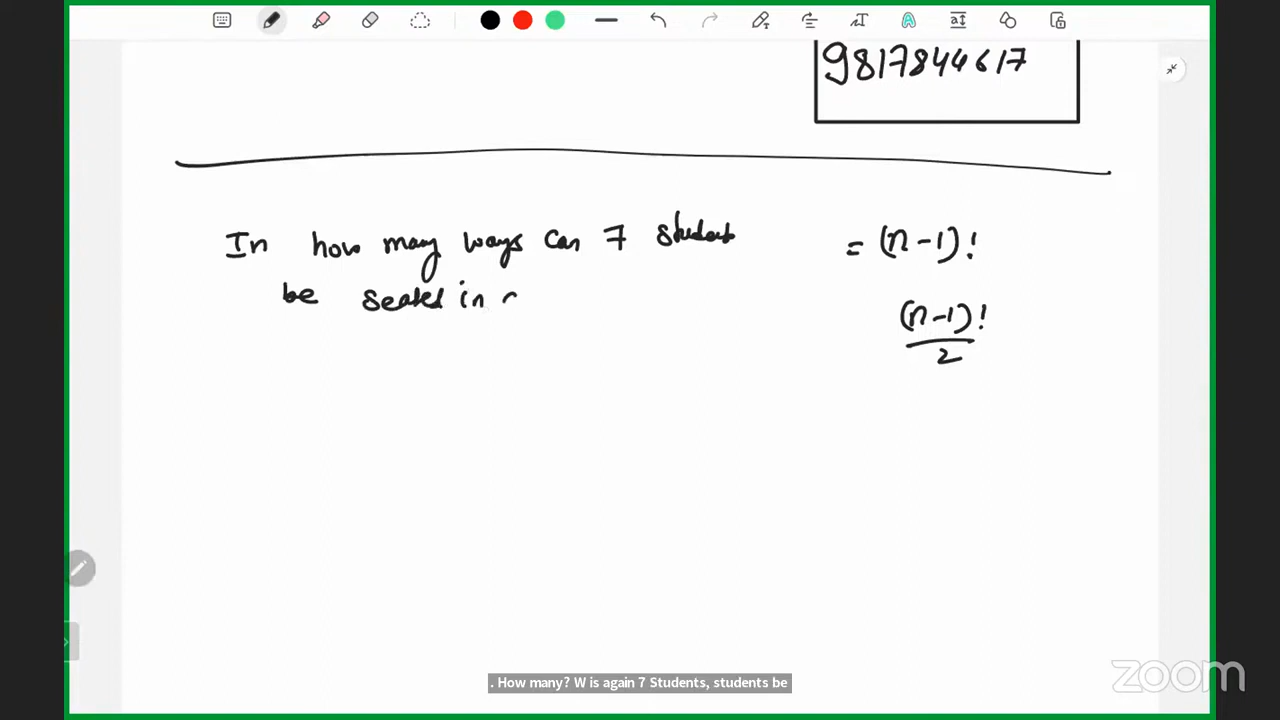 9817844617
In how many ways can 7 student
= (n-1)!
be seated in
(n-1)!
2
. How many? W is again 7 Students, students be
zoom